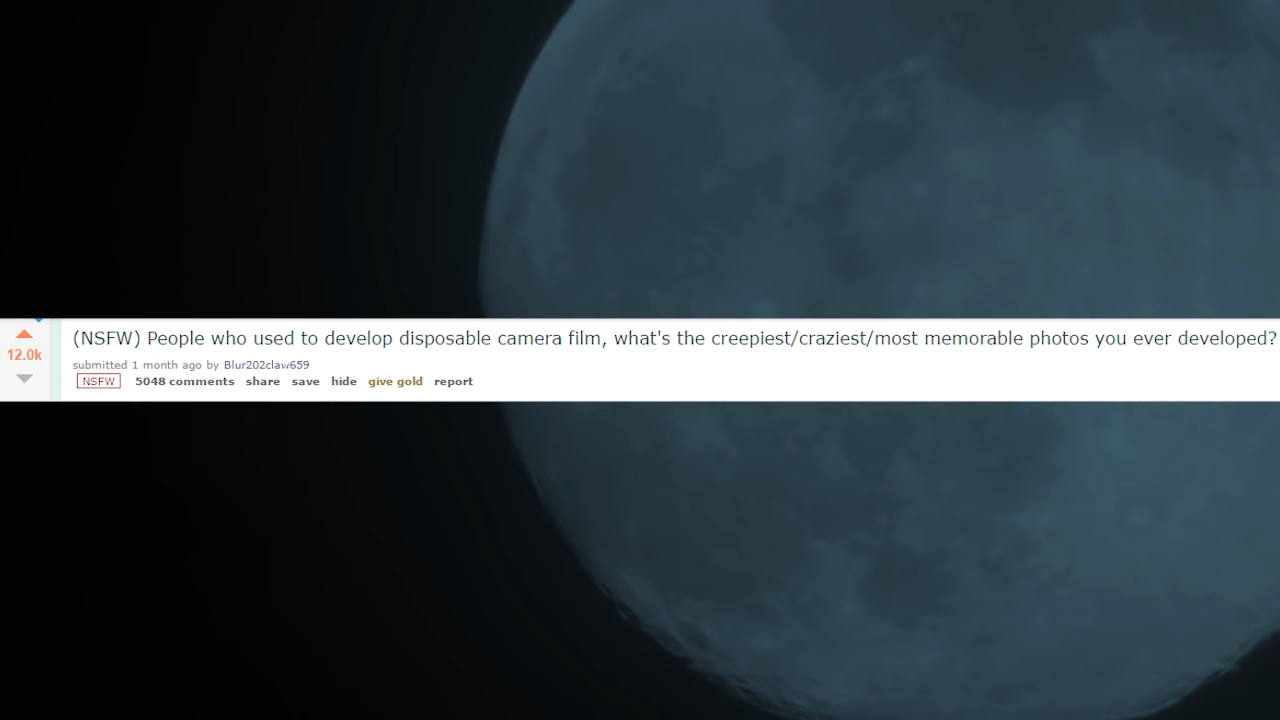 (NSFW) People who used to develop disposable camera film, what's the creepiest/craziest/most memorable photos you ever developed?
12.0k
submitted 1 month ago by Blur202claw659
NSFW 5048 comments share save hide give gold report